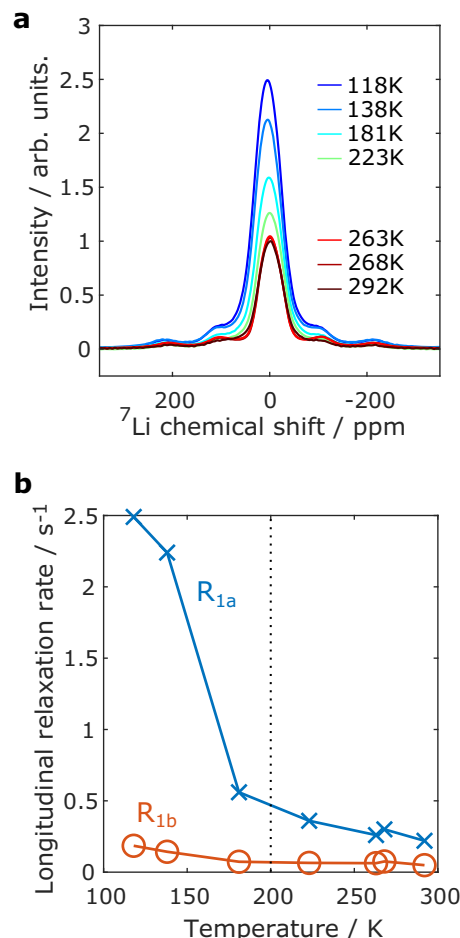 a
Intensity / arb. units.
3
2.5
2
1.5
1
0.5
0
118K
138K
181K
223K
263K
268K
292K
200
0
-200
⁷Li chemical shift / ppm
b
Longitudinal relaxation rate / s⁻¹
2.5
2
1.5
1
0.5
0
R₁ₐ
R₁b
100
150
200
250
300
Temperature / K